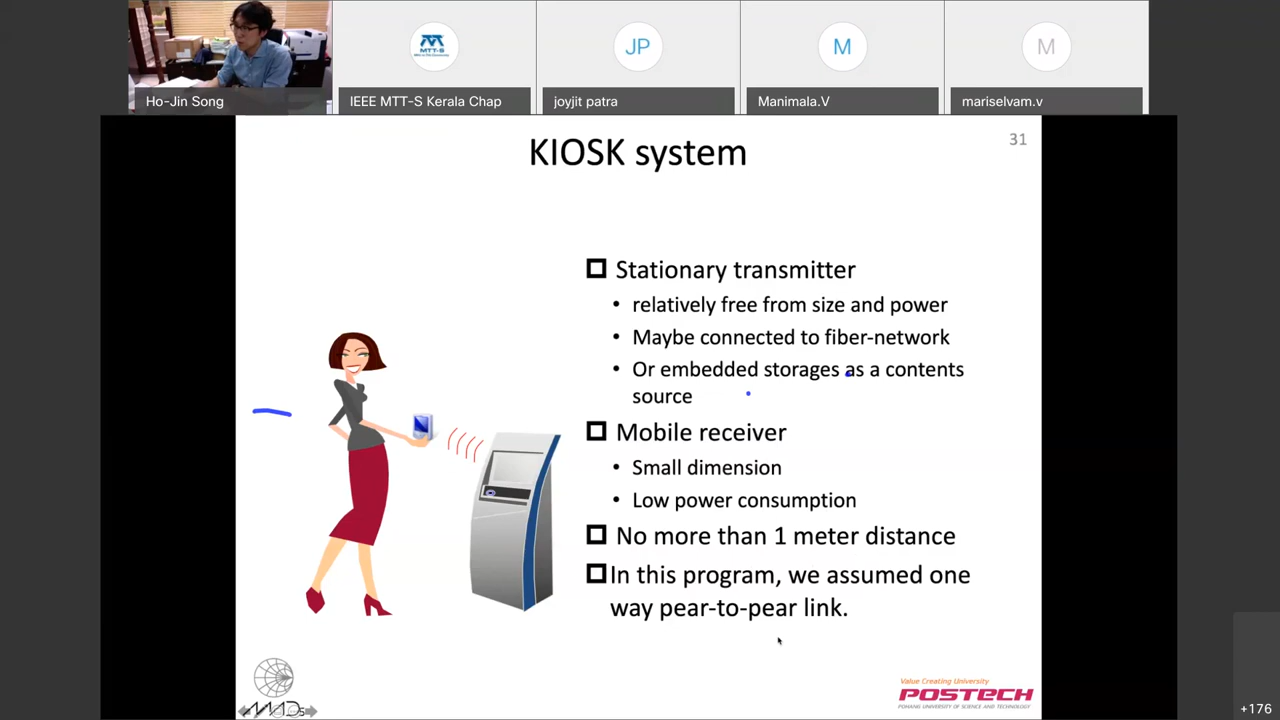 MTT-S
JP
M
M
Ho-Jin Song
IEEE MTT-S Kerala Chap
joyjit patra
Manimala.V
mariselvam.v
KIOSK system
31
Stationary transmitter
• relatively free from size and power
• Maybe connected to fiber-network
• Or embedded storages as a contents
source
Mobile receiver
• Small dimension
• Low power consumption
No more than 1 meter distance
In this program, we assumed one
way pear-to-pear link.
Value Creating University
POSTECH
POHANG UNIVERSITY OF SCIENCE AND TECHNOLOGY
+176